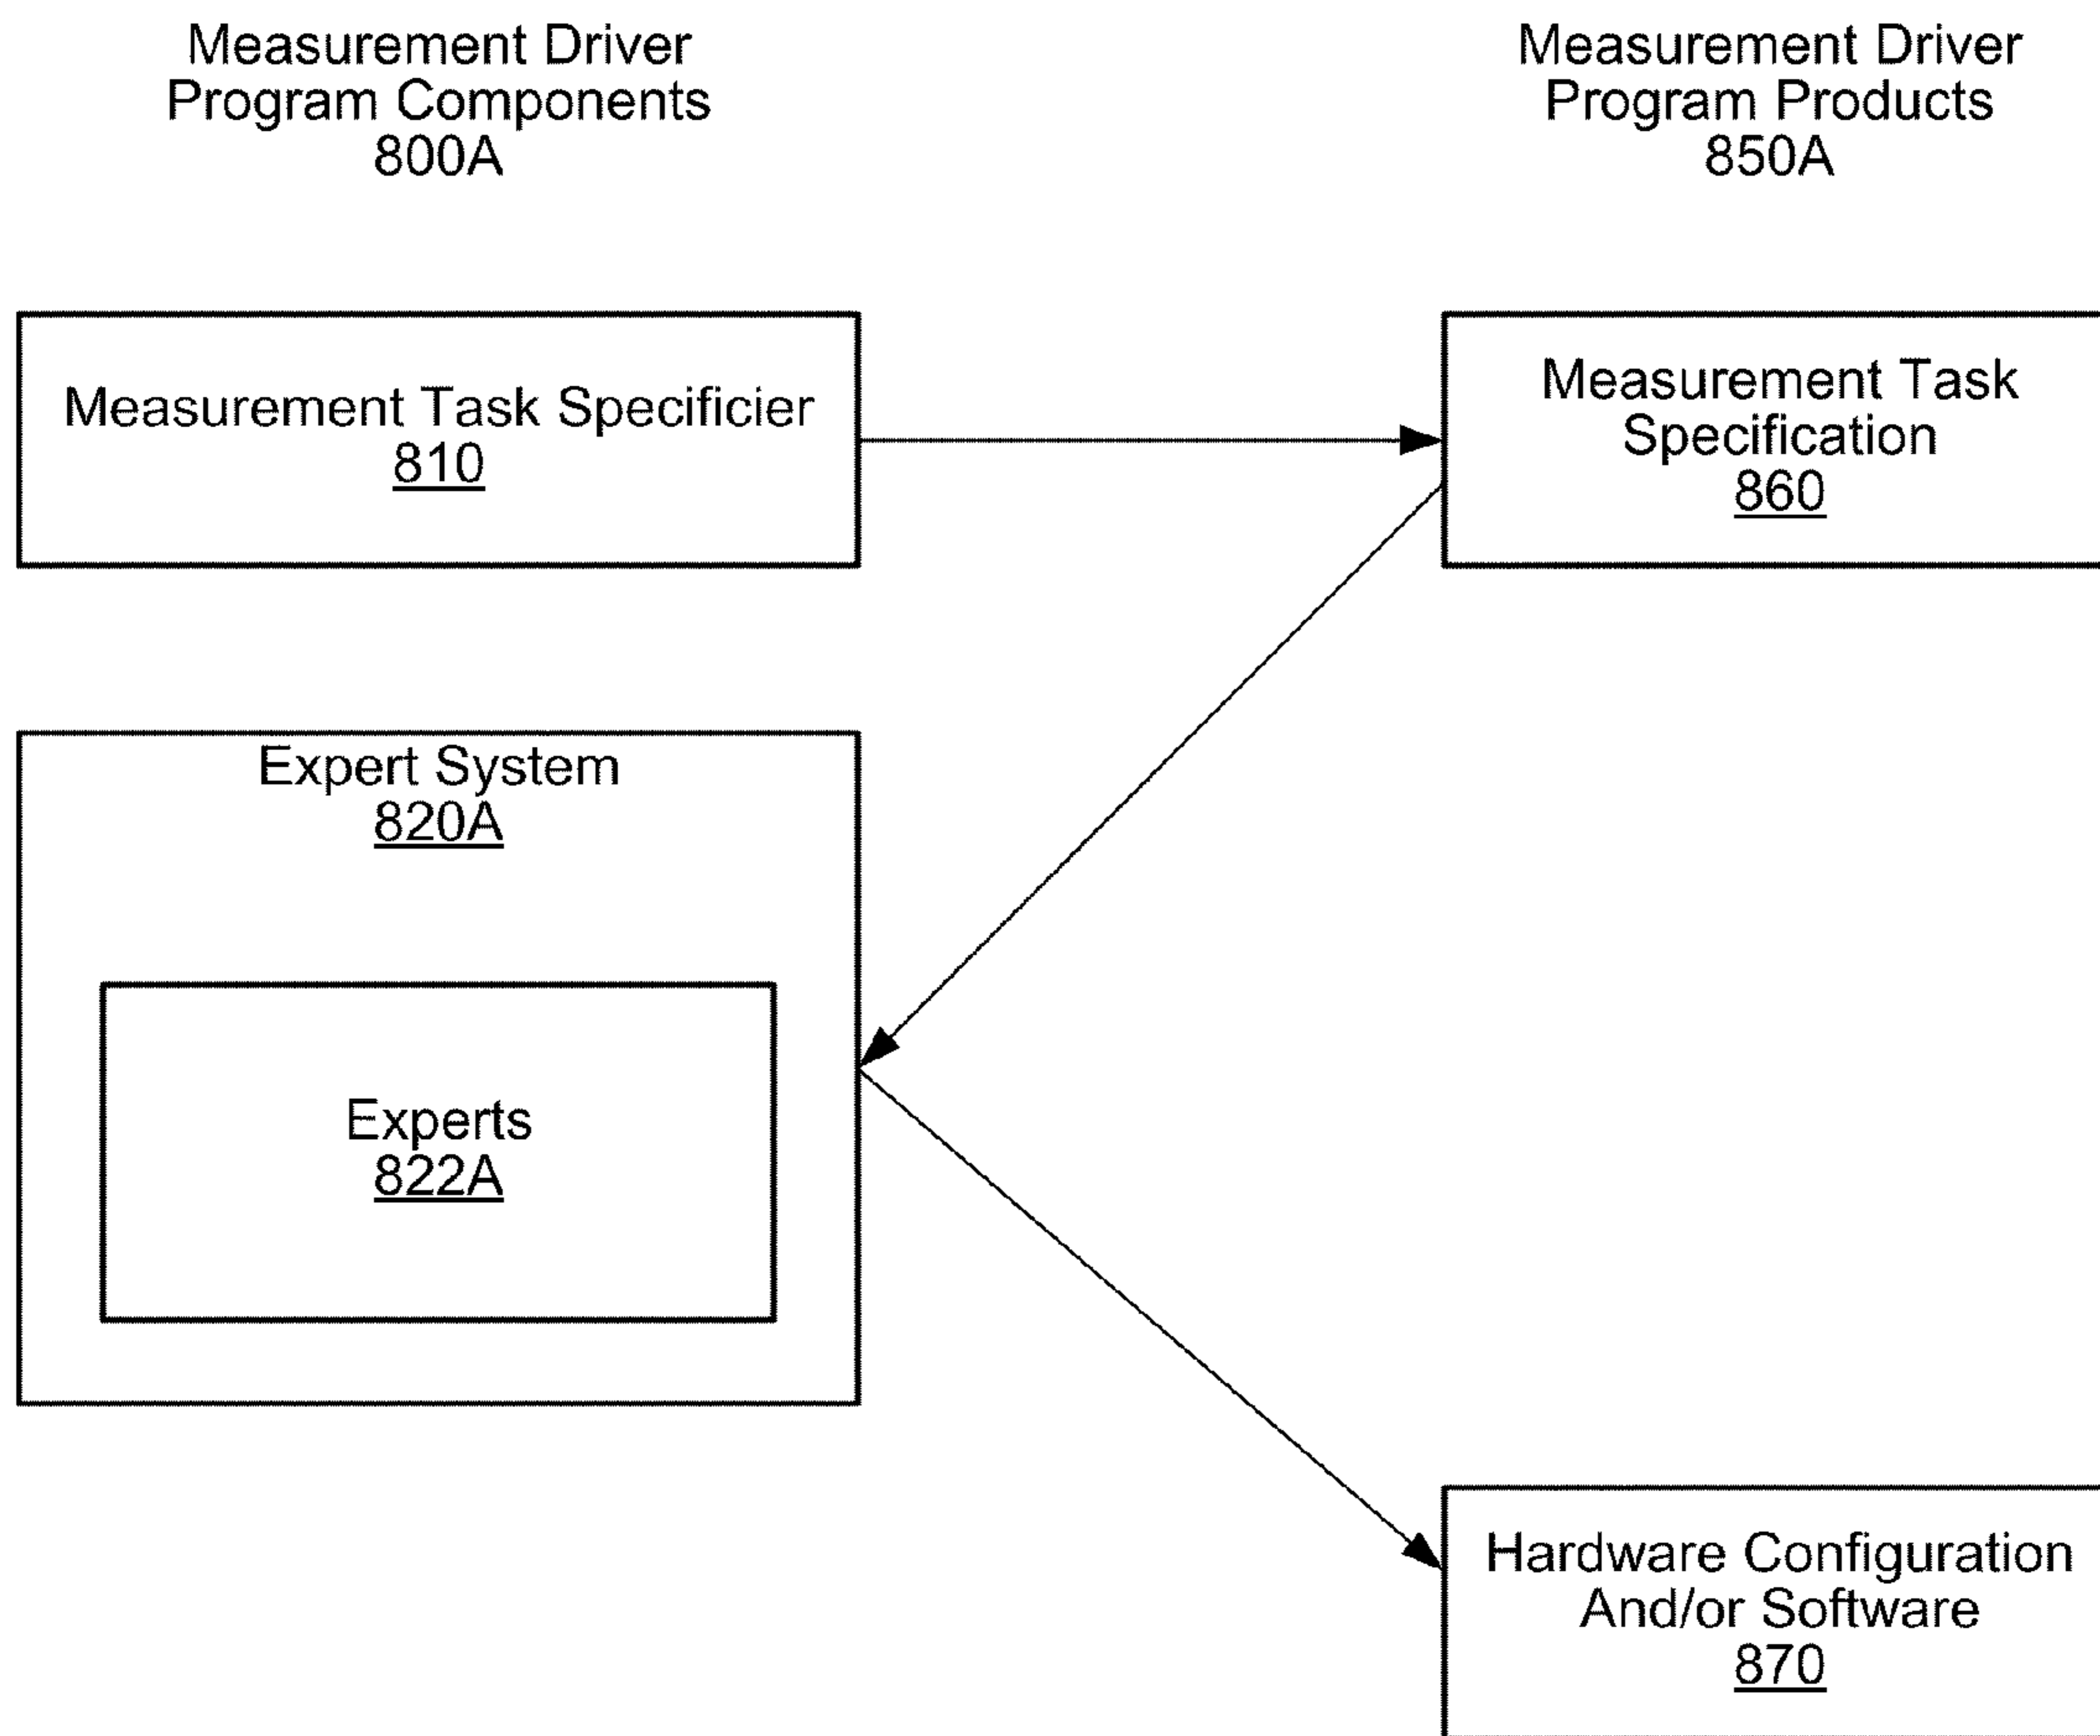 Measurement Driver
Program Components
800A
Measurement Driver
Program Products
850A
Measurement Task Specificier
810
Measurement Task
Specification
860
Expert System
820A
Experts
822A
Hardware Configuration
And/or Software
870